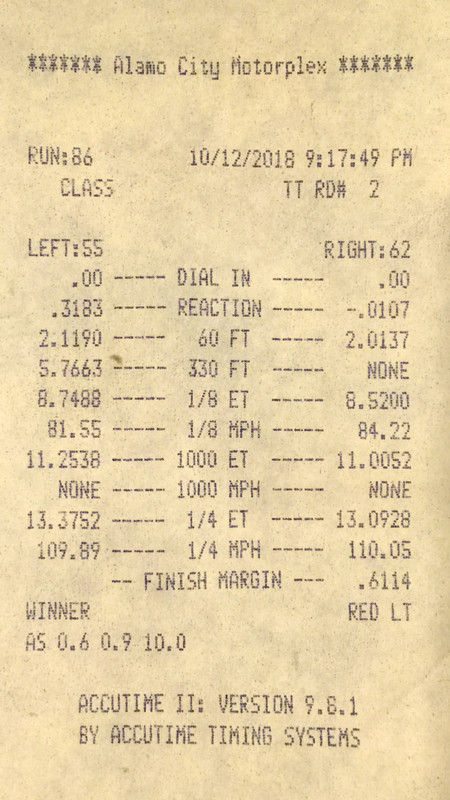 ******* Alamo City Motorplex *******
RUN:86 10/12/2018 9:17:49 PM
CLASS TT RD# 2
LEFT:55 RIGHT:62
.00 ----- DIAL IN ----- .00
.3183 ----- REACTION ----- -.0107
2.1190 ----- 60 FT ----- 2.0137
5.7663 ----- 330 FT ----- NONE
8.7488 ----- 1/8 ET ----- 8.5200
81.55 ----- 1/8 MPH ----- 84.22
11.2538 ----- 1000 ET ----- 11.0052
NONE ----- 1000 MPH ----- NONE
13.3752 ----- 1/4 ET ----- 13.0928
109.89 ----- 1/4 MPH ----- 110.05
-- FINISH MARGIN --- .6114
WINNER RED LT
AS 0.6 0.9 10.0
ACCUTIME II: VERSION 9.8.1
BY ACCUTIME TIMING SYSTEMS